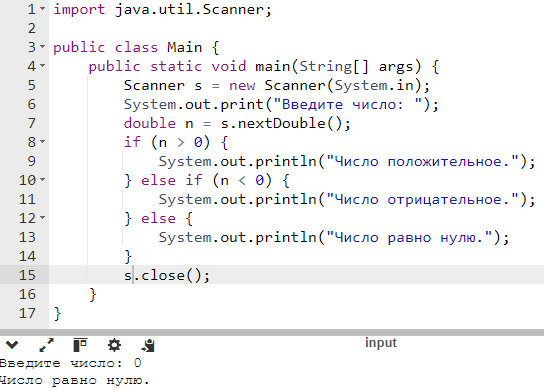 1 import java.util.Scanner;
2
3 public class Main {
4     public static void main(String[] args) {
5         Scanner s = new Scanner(System.in);
6         System.out.print("Введите число: ");
7         double n = s.nextDouble();
8         if (n > 0) {
9             System.out.println("Число положительное.");
10         } else if (n < 0) {
11             System.out.println("Число отрицательное.");
12         } else {
13             System.out.println("Число равно нулю.");
14         }
15         s.close();
16     }
17 }
input
Введите число: 0
Число равно нулю.